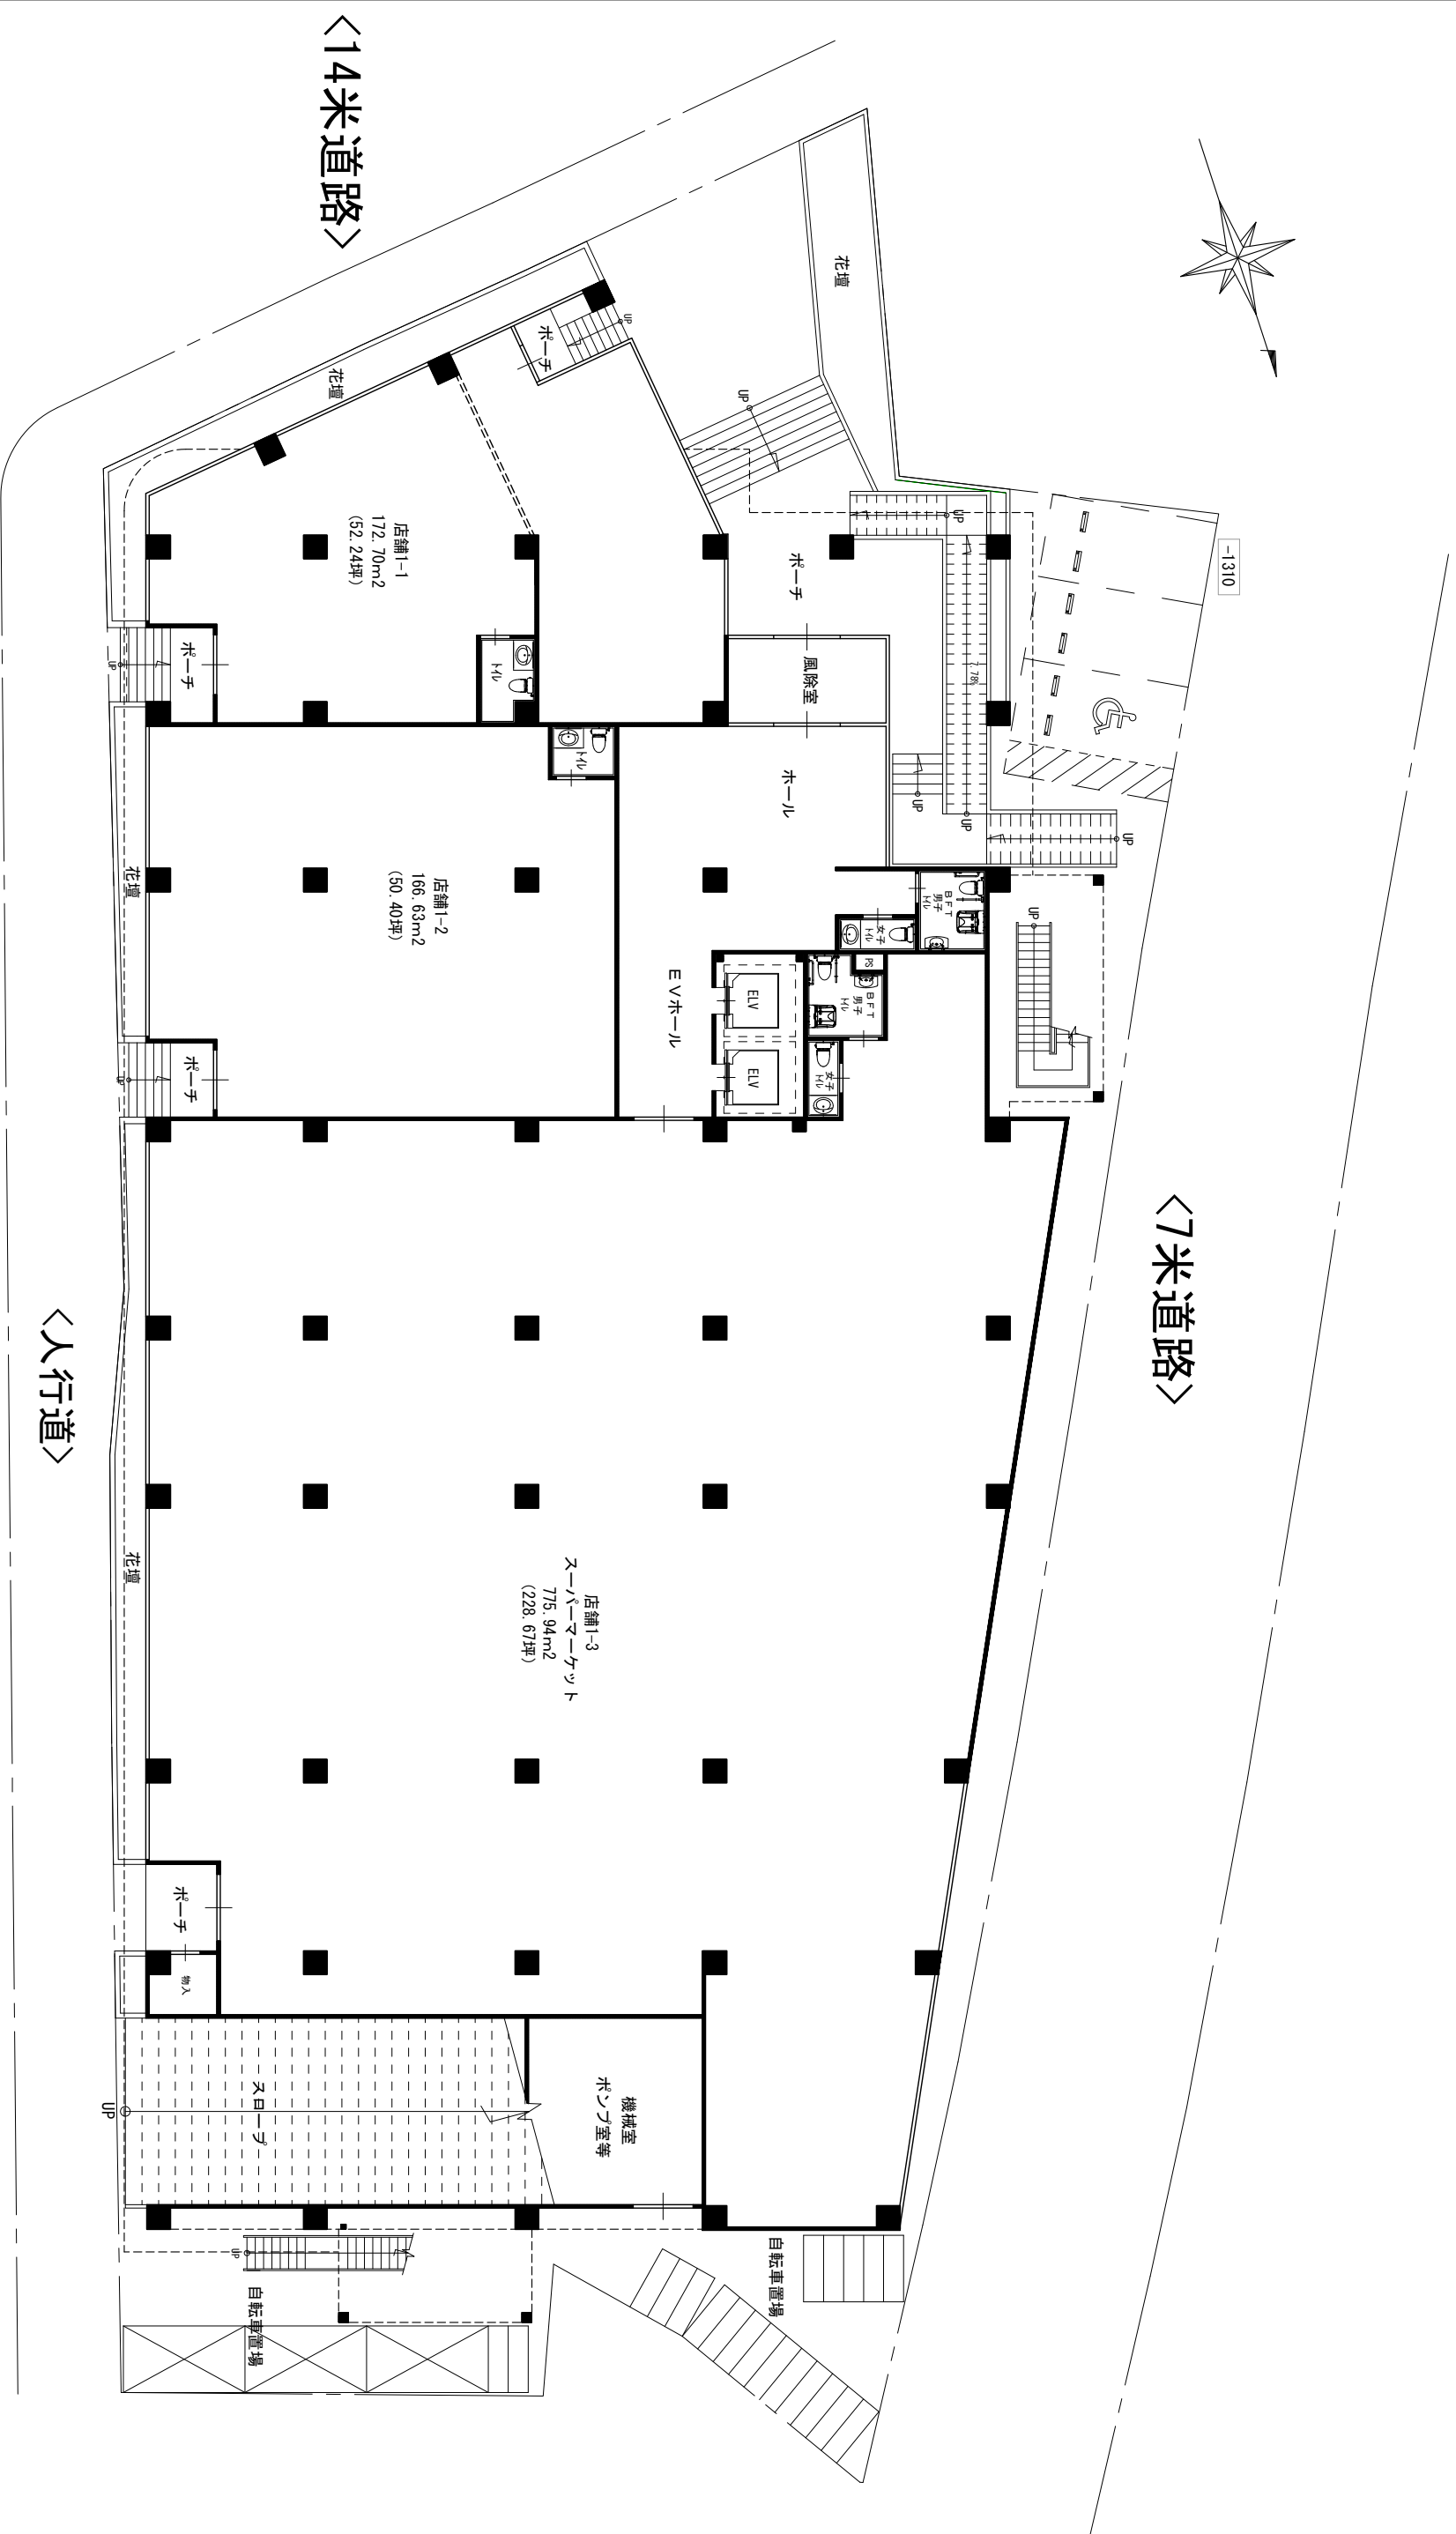 <14米道路>
<7米道路>
<人行道>
-1310
花壇
花壇
花壇
花壇
ポーチ
UP
UP
UP
UP
UP
UP
7.78%
ポーチ
風除室
ホール
店舗1-1
172.70m2
(52.24坪)
トイレ
ポーチ
UP
トイレ
店舗1-2
166.63m2
(50.40坪)
ポーチ
UP
EVホール
ELV
ELV
BFT
男子
トイレ
女子
トイレ
PS
BFT
男子
トイレ
女子
トイレ
UP
店舗1-3
スーパーマーケット
775.94m2
(228.67坪)
ポーチ
物入
スロープ
UP
機械室
ポンプ室等
UP
自転車置場
自転車置場